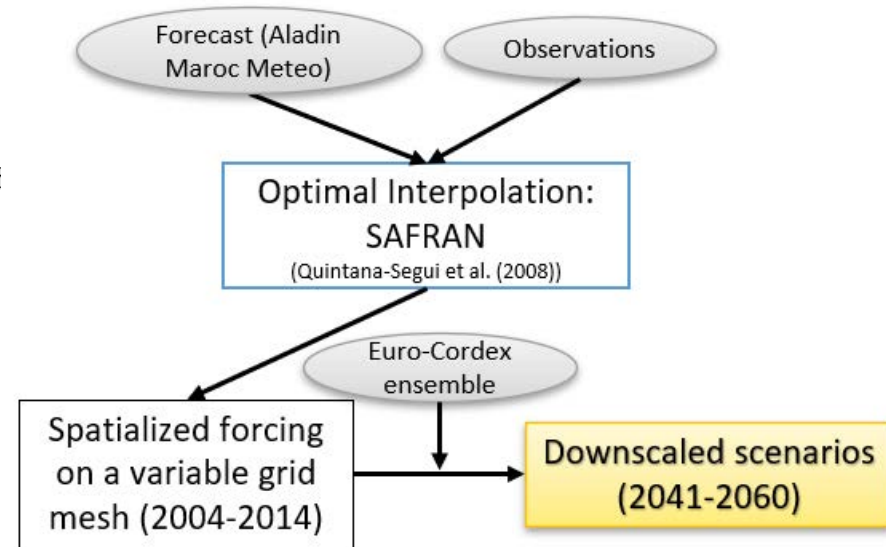 Forecast (Aladin
Maroc Meteo)
Observations
Optimal Interpolation:
SAFRAN
(Quintana-Segui et al. (2008))
Euro-Cordex
ensemble
Spatialized forcing
on a variable grid
mesh (2004-2014)
Downscaled scenarios
(2041-2060)